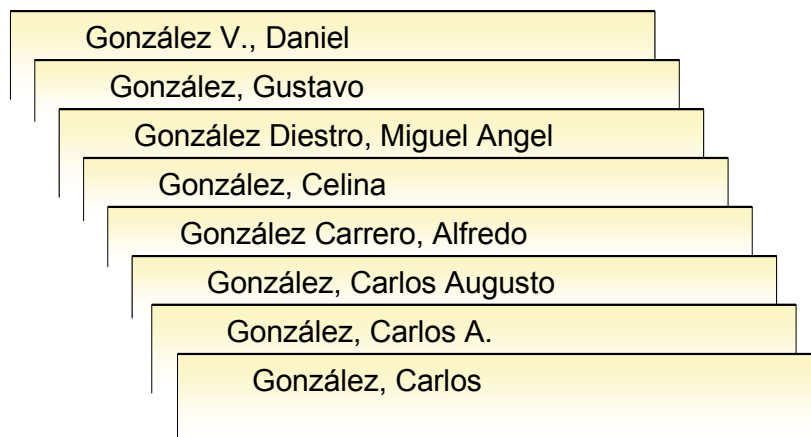 González V., Daniel
González, Gustavo
González Diestro, Miguel Angel
González, Celina
González Carrero, Alfredo
González, Carlos Augusto
González, Carlos A.
González, Carlos